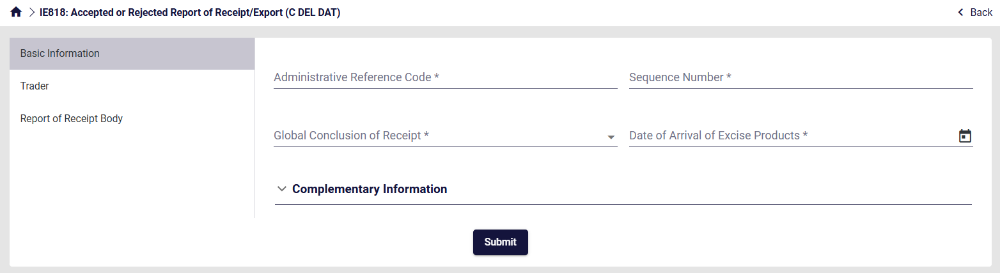 IE818: Accepted or Rejected Report of Receipt/Export (C DEL DAT)
Back
Basic Information
Trader
Report of Receipt Body
Administrative Reference Code *
Sequence Number *
Global Conclusion of Receipt *
Date of Arrival of Excise Products *
Complementary Information
Submit